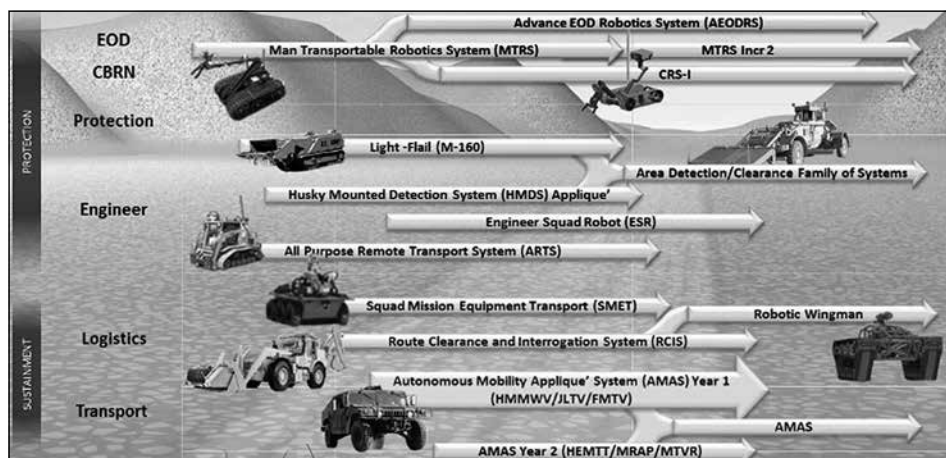 Advance EOD Robotics System (AEODRS)
EOD
Man Transportable Robotics System (MTRS)
MTRS Incr 2
CBRN
CRS-I
PROTECTION
Protection
Light -Flail (M-160)
Area Detection/Clearance Family of Systems
Husky Mounted Detection System (HMDS) Applique’
Engineer
Engineer Squad Robot (ESR)
All Purpose Remote Transport System (ARTS)
Squad Mission Equipment Transport (SMET)
Robotic Wingman
SUSTAINMENT
Logistics
Route Clearance and Interrogation System (RCIS)
Autonomous Mobility Applique’ System (AMAS) Year 1
(HMMWV/JLTV/FMTV)
Transport
AMAS
AMAS Year 2 (HEMTT/MRAP/MTVR)